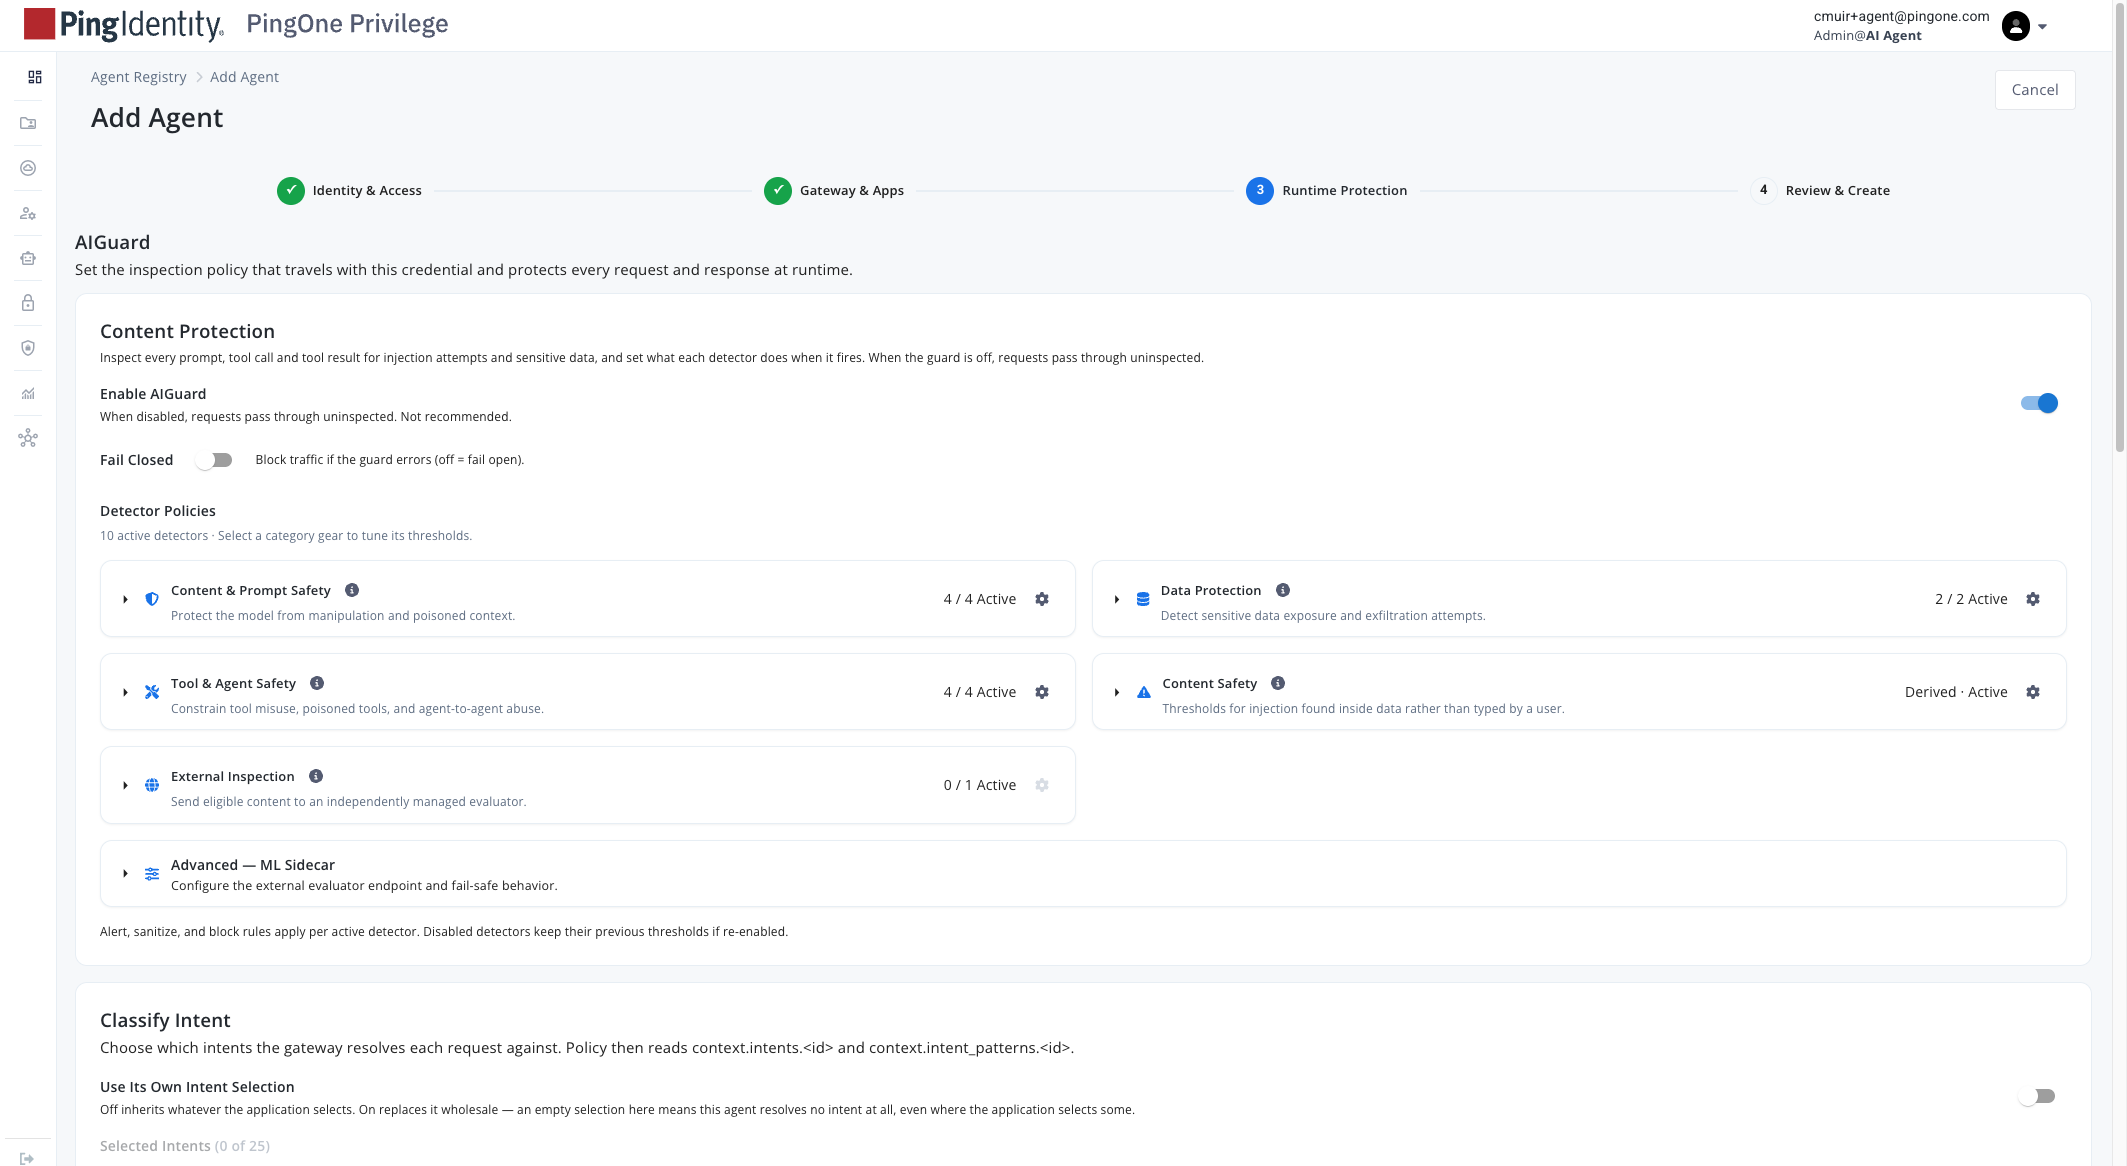 PingIdentity. PingOne Privilege
cmuir+agent@pingone.com
Admin@AI Agent
Agent Registry > Add Agent
Cancel
Add Agent
Identity & Access
Gateway & Apps
3 Runtime Protection
4 Review & Create
AIGuard
Set the inspection policy that travels with this credential and protects every request and response at runtime.
Content Protection
Inspect every prompt, tool call and tool result for injection attempts and sensitive data, and set what each detector does when it fires. When the guard is off, requests pass through uninspected.
Enable AIGuard
When disabled, requests pass through uninspected. Not recommended.
Fail Closed
Block traffic if the guard errors (off = fail open).
Detector Policies
10 active detectors · Select a category gear to tune its thresholds.
Content & Prompt Safety
Protect the model from manipulation and poisoned context.
4 / 4 Active
Data Protection
Detect sensitive data exposure and exfiltration attempts.
2 / 2 Active
Tool & Agent Safety
Constrain tool misuse, poisoned tools, and agent-to-agent abuse.
4 / 4 Active
Content Safety
Thresholds for injection found inside data rather than typed by a user.
Derived · Active
External Inspection
Send eligible content to an independently managed evaluator.
0 / 1 Active
Advanced — ML Sidecar
Configure the external evaluator endpoint and fail-safe behavior.
Alert, sanitize, and block rules apply per active detector. Disabled detectors keep their previous thresholds if re-enabled.
Classify Intent
Choose which intents the gateway resolves each request against. Policy then reads context.intents.<id> and context.intent_patterns.<id>.
Use Its Own Intent Selection
Off inherits whatever the application selects. On replaces it wholesale — an empty selection here means this agent resolves no intent at all, even where the application selects some.
Selected Intents (0 of 25)